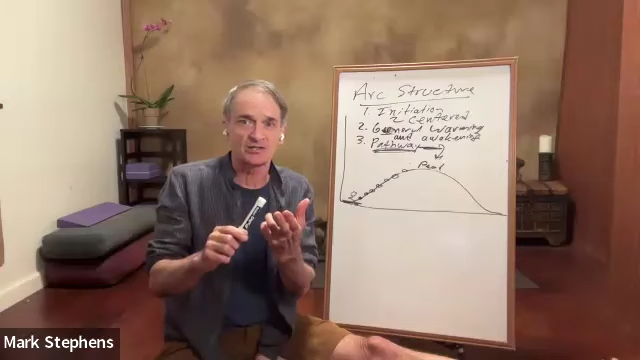 Arc Structure
1. Initiation
2 Centered
2. General Warming
and awakening
3. Pathway
Peak
Mark Stephens